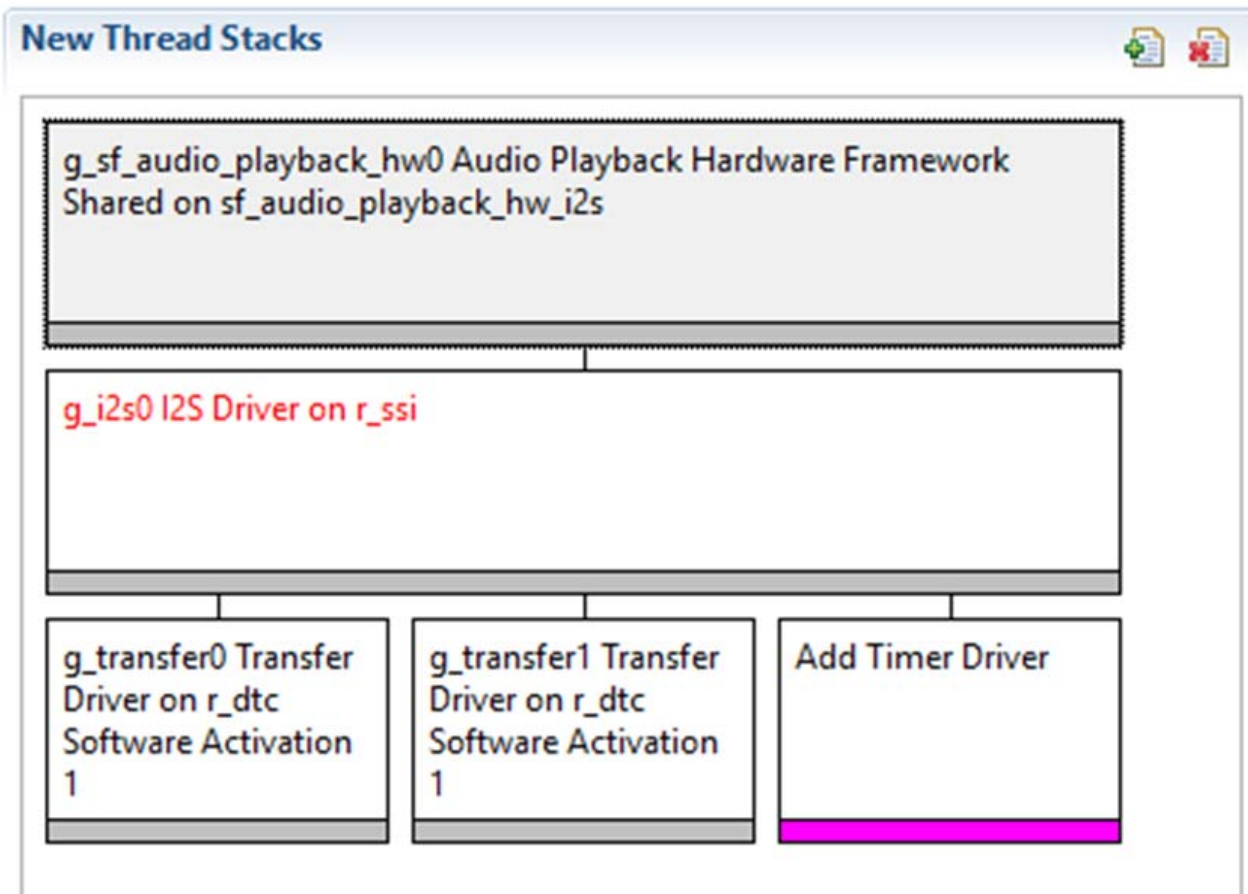 New Thread Stacks
g_sf_audio_playback_hw0 Audio Playback Hardware Framework
Shared on sf_audio_playback_hw_i2s
g_i2s0 I2S Driver on r_ssi
g_transfer0 Transfer
Driver on r_dtc
Software Activation
1
g_transfer1 Transfer
Driver on r_dtc
Software Activation
1
Add Timer Driver